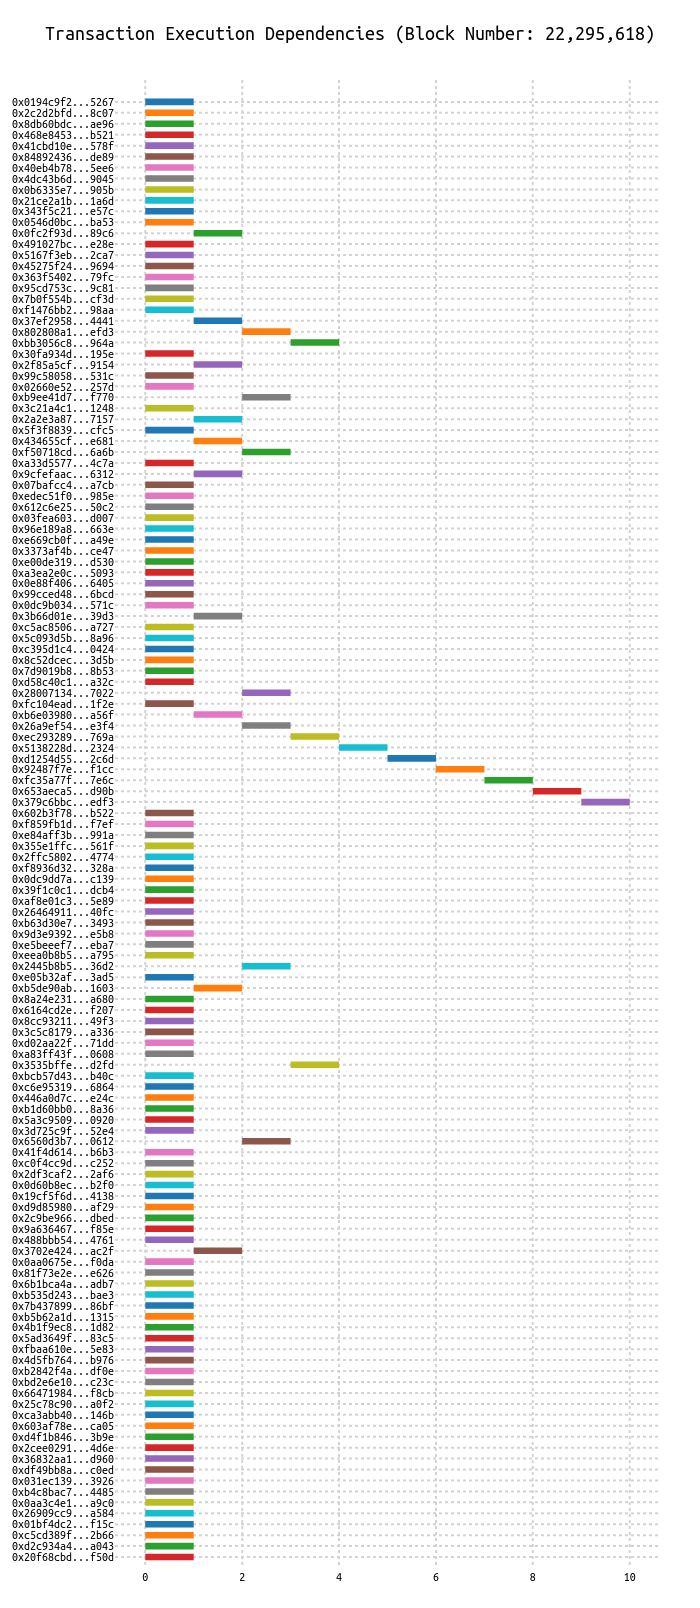 Transaction Execution Dependencies (Block Number: 22,295,618)
0x0194c9f2...5267
0x2c2d2bfd...8c07
0x8db60bdc...ae96
0x468e8453...b521
0x41cbd10e...578f
0x84892436...de89
0x40eb4b78...5ee6
0x4dc43b6d...9045
0x0b6335e7...905b
0x21ce2a1b...1a6d
0x343f5c21...e57c
0x0546d0bc...ba53
0x0fc2f93d...89c6
0x491027bc...e28e
0x5167f3eb...2ca7
0x45275f24...9694
0x363f5402...79fc
0x95cd753c...9c81
0x7b0f554b...cf3d
0xf1476bb2...98aa
0x37ef2958...4441
0x802808a1...efd3
0xbb3056c8...964a
0x30fa934d...195e
0x2f85a5cf...9154
0x99c58058...531c
0x02660e52...257d
0xb9ee41d7...f770
0x3c21a4c1...1248
0x2a2e3a87...7157
0x5f3f8839...cfc5
0x434655cf...e681
0xf50718cd...6a6b
0xa33d5577...4c7a
0x9cfefaac...6312
0x07bafcc4...a7cb
0xedec51f0...985e
0x612c6e25...50c2
0x03fea603...d007
0x96e189a8...663e
0xe669cb0f...a49e
0x3373af4b...ce47
0xe00de319...d530
0xa3ea2e0c...5093
0x0e88f406...6405
0x99cced48...6bcd
0x0dc9b034...571c
0x3b66d01e...39d3
0xc5ac8506...a727
0x5c093d5b...8a96
0xc395d1c4...0424
0x8c52dcec...3d5b
0x7d9019b8...8b53
0xd58c40c1...a32c
0x28007134...7022
0xfc104ead...1f2e
0xb6e03980...a56f
0x26a9ef54...e3f4
0xec293289...769a
0x5138228d...2324
0xd1254d55...2c6d
0x92487f7e...f1cc
0xfc35a77f...7e6c
0x653aeca5...d90b
0x379c6bbc...edf3
0x602b3f78...b522
0xf859fb1d...f7ef
0xe84aff3b...991a
0x355e1ffc...561f
0x2ffc5802...4774
0xf8936d32...328a
0x0dc9dd7a...c139
0x39f1c0c1...dcb4
0xaf8e01c3...5e89
0x26464911...40fc
0xb63d30e7...3493
0x9d3e9392...e5b8
0xe5beeef7...eba7
0xeea0b8b5...a795
0x2445b8b5...36d2
0xe05b32af...3ad5
0xb5de90ab...1603
0x8a24e231...a680
0x6164cd2e...f207
0x8cc93211...49f3
0x3c5c8179...a336
0xd02aa22f...71dd
0xa83ff43f...0608
0x3535bffe...d2fd
0xbcb57d43...b40c
0xc6e95319...6864
0x446a0d7c...e24c
0xb1d60bb0...8a36
0x5a3c9509...0920
0x3d725c9f...52e4
0x6560d3b7...0612
0x41f4d614...b6b3
0xc0f4cc9d...c252
0x2df3caf2...2af6
0x0d60b8ec...b2f0
0x19cf5f6d...4138
0xd9d85980...af29
0x2c9be966...dbed
0x9a636467...f85e
0x488bbb54...4761
0x3702e424...ac2f
0x0aa0675e...f0da
0x81f73e2e...e626
0x6b1bca4a...adb7
0xb535d243...bae3
0x7b437899...86bf
0xb5b62a1d...1315
0x4b1f9ec8...1d82
0x5ad3649f...83c5
0xfbaa610e...5e83
0x4d5fb764...b976
0xb2842f4a...df0e
0xbd2e6e10...c23c
0x66471984...f8cb
0x25c78c90...a0f2
0xca3abb40...146b
0x603af78e...ca05
0xd4f1b846...3b9e
0x2cee0291...4d6e
0x36832aa1...d960
0xdf49bb8a...c0ed
0x031ec139...3926
0xb4c8bac7...4485
0x0aa3c4e1...a9c0
0x26909cc9...a584
0x01bf4dc2...f15c
0xc5cd389f...2b66
0xd2c934a4...a043
0x20f68cbd...f50d
0 2 4 6 8 10